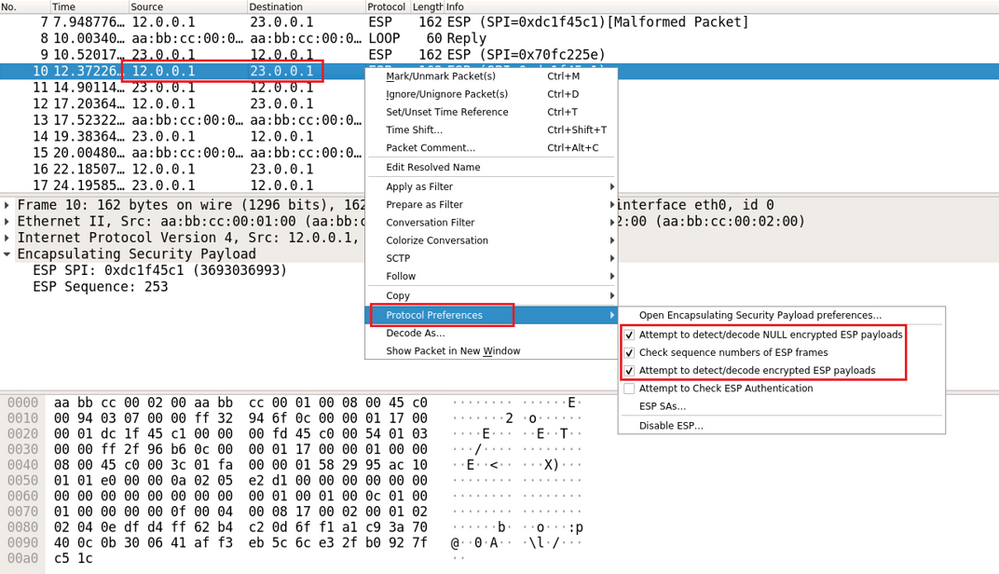 No. Time Source Destination Protocol Length Info
7 7.948776… 12.0.0.1 23.0.0.1 ESP 162 ESP (SPI=0xdc1f45c1)[Malformed Packet]
8 10.00340… aa:bb:cc:00:0… aa:bb:cc:00:0… LOOP 60 Reply
9 10.52017… 23.0.0.1 12.0.0.1 ESP 162 ESP (SPI=0x70fc225e)
10 12.37226… 12.0.0.1 23.0.0.1
11 14.90114… 23.0.0.1 12.0.0.1
12 17.20364… 12.0.0.1 23.0.0.1
13 17.52322… aa:bb:cc:00:0… aa:bb:cc:00:0…
14 19.38364… 23.0.0.1 12.0.0.1
15 20.00480… aa:bb:cc:00:0… aa:bb:cc:00:0…
16 22.18507… 12.0.0.1 23.0.0.1
17 24.19585… 23.0.0.1 12.0.0.1
Mark/Unmark Packet(s) Ctrl+M
Ignore/Unignore Packet(s) Ctrl+D
Set/Unset Time Reference Ctrl+T
Time Shift... Ctrl+Shift+T
Packet Comment... Ctrl+Alt+C
Edit Resolved Name
Apply as Filter
Prepare as Filter
Conversation Filter
Colorize Conversation
SCTP
Follow
Copy
Protocol Preferences
Decode As...
Show Packet in New Window
Open Encapsulating Security Payload preferences...
Attempt to detect/decode NULL encrypted ESP payloads
Check sequence numbers of ESP frames
Attempt to detect/decode encrypted ESP payloads
Attempt to Check ESP Authentication
ESP SAs...
Disable ESP...
Frame 10: 162 bytes on wire (1296 bits), 162 interface eth0, id 0
Ethernet II, Src: aa:bb:cc:00:01:00 (aa:bb:c 2:00 (aa:bb:cc:00:02:00)
Internet Protocol Version 4, Src: 12.0.0.1,
Encapsulating Security Payload
ESP SPI: 0xdc1f45c1 (3693036993)
ESP Sequence: 253
0000 aa bb cc 00 02 00 aa bb cc 00 01 00 08 00 45 c0 ········ ······E·
0010 00 94 03 07 00 00 ff 32 94 6f 0c 00 00 01 17 00 ·······2 ·o······
0020 00 01 dc 1f 45 c1 00 00 00 fd 45 c0 00 54 01 03 ····E··· ··E··T··
0030 00 00 ff 2f 96 b6 0c 00 00 01 17 00 00 01 00 00 ···/···· ········
0040 08 00 45 c0 00 3c 01 fa 00 00 01 58 29 95 ac 10 ··E··<·· ···X)···
0050 01 01 e0 00 00 0a 02 05 e2 d1 00 00 00 00 00 00 ········ ········
0060 00 00 00 00 00 00 00 00 00 01 00 01 00 0c 01 00 ········ ········
0070 01 00 00 00 00 0f 00 04 00 08 17 00 02 00 01 02 ········ ········
0080 02 04 0e df d4 ff 62 b4 c2 0d 6f f1 a1 c9 3a 70 ······b· ··o···:p
0090 40 0c 0b 30 06 41 af f3 eb 5c 6c e3 2f b0 92 7f @··0·A·· ·\l·/···
00a0 c5 1c ··